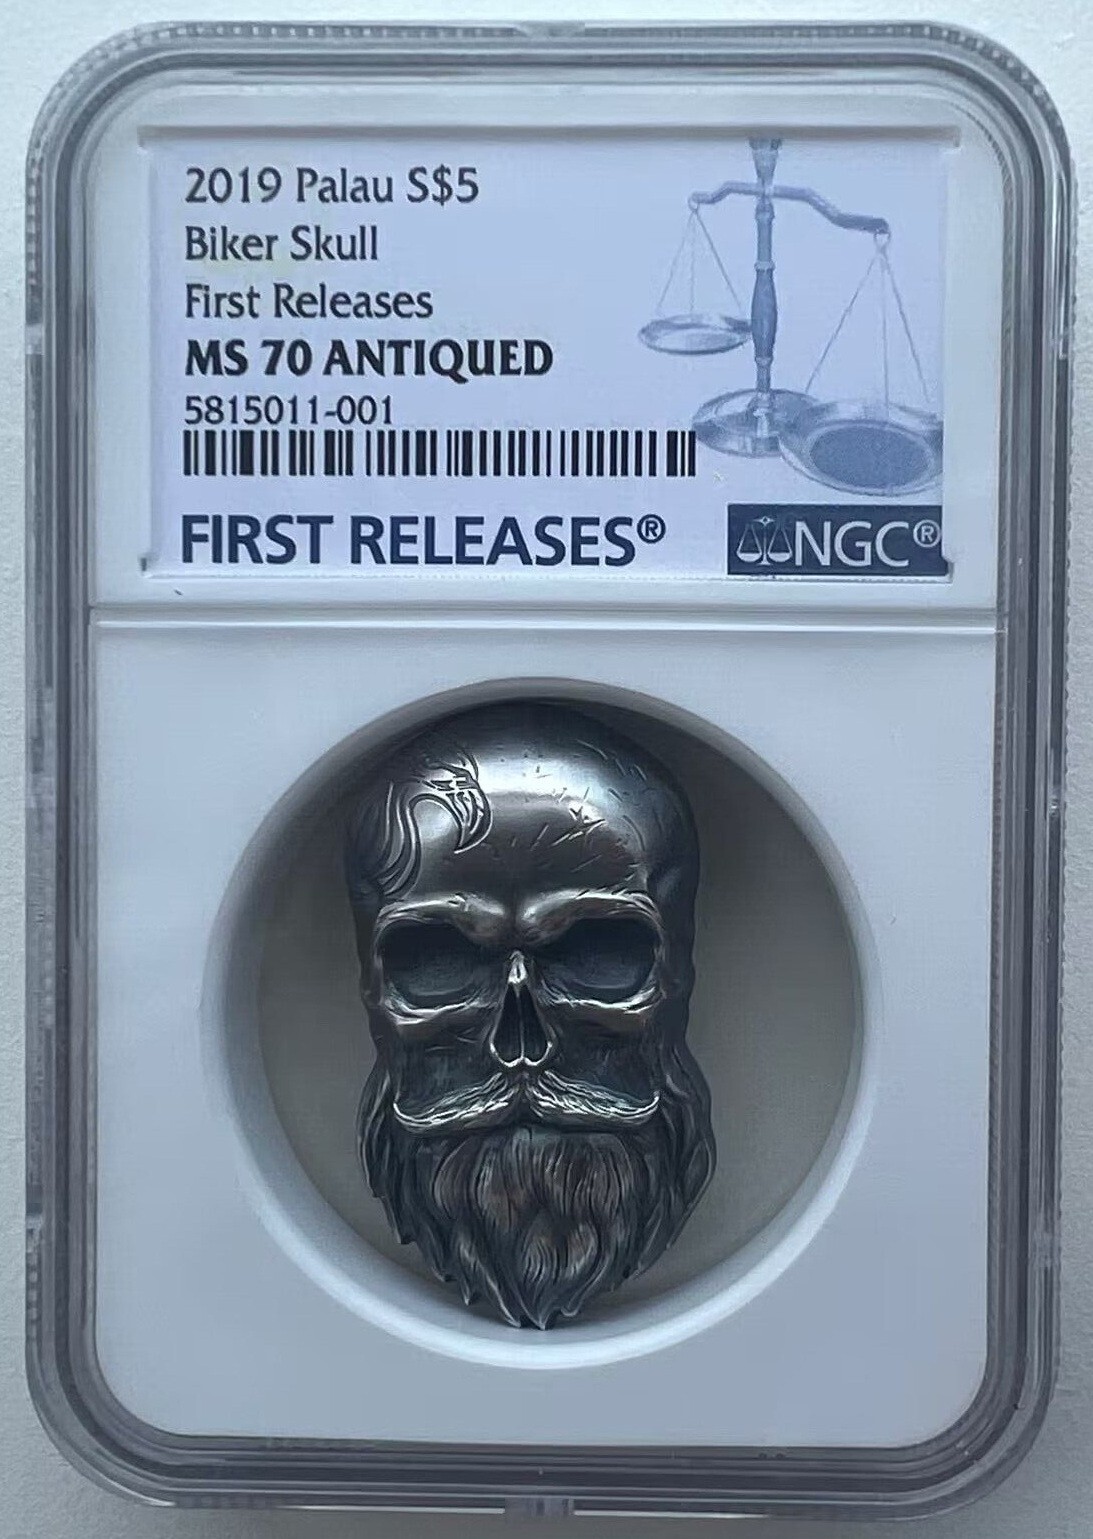 2019 Palau S$5
Biker Skull
First Releases
MS 70 ANTIQUED
5815011-001
FIRST RELEASES®
NGC®